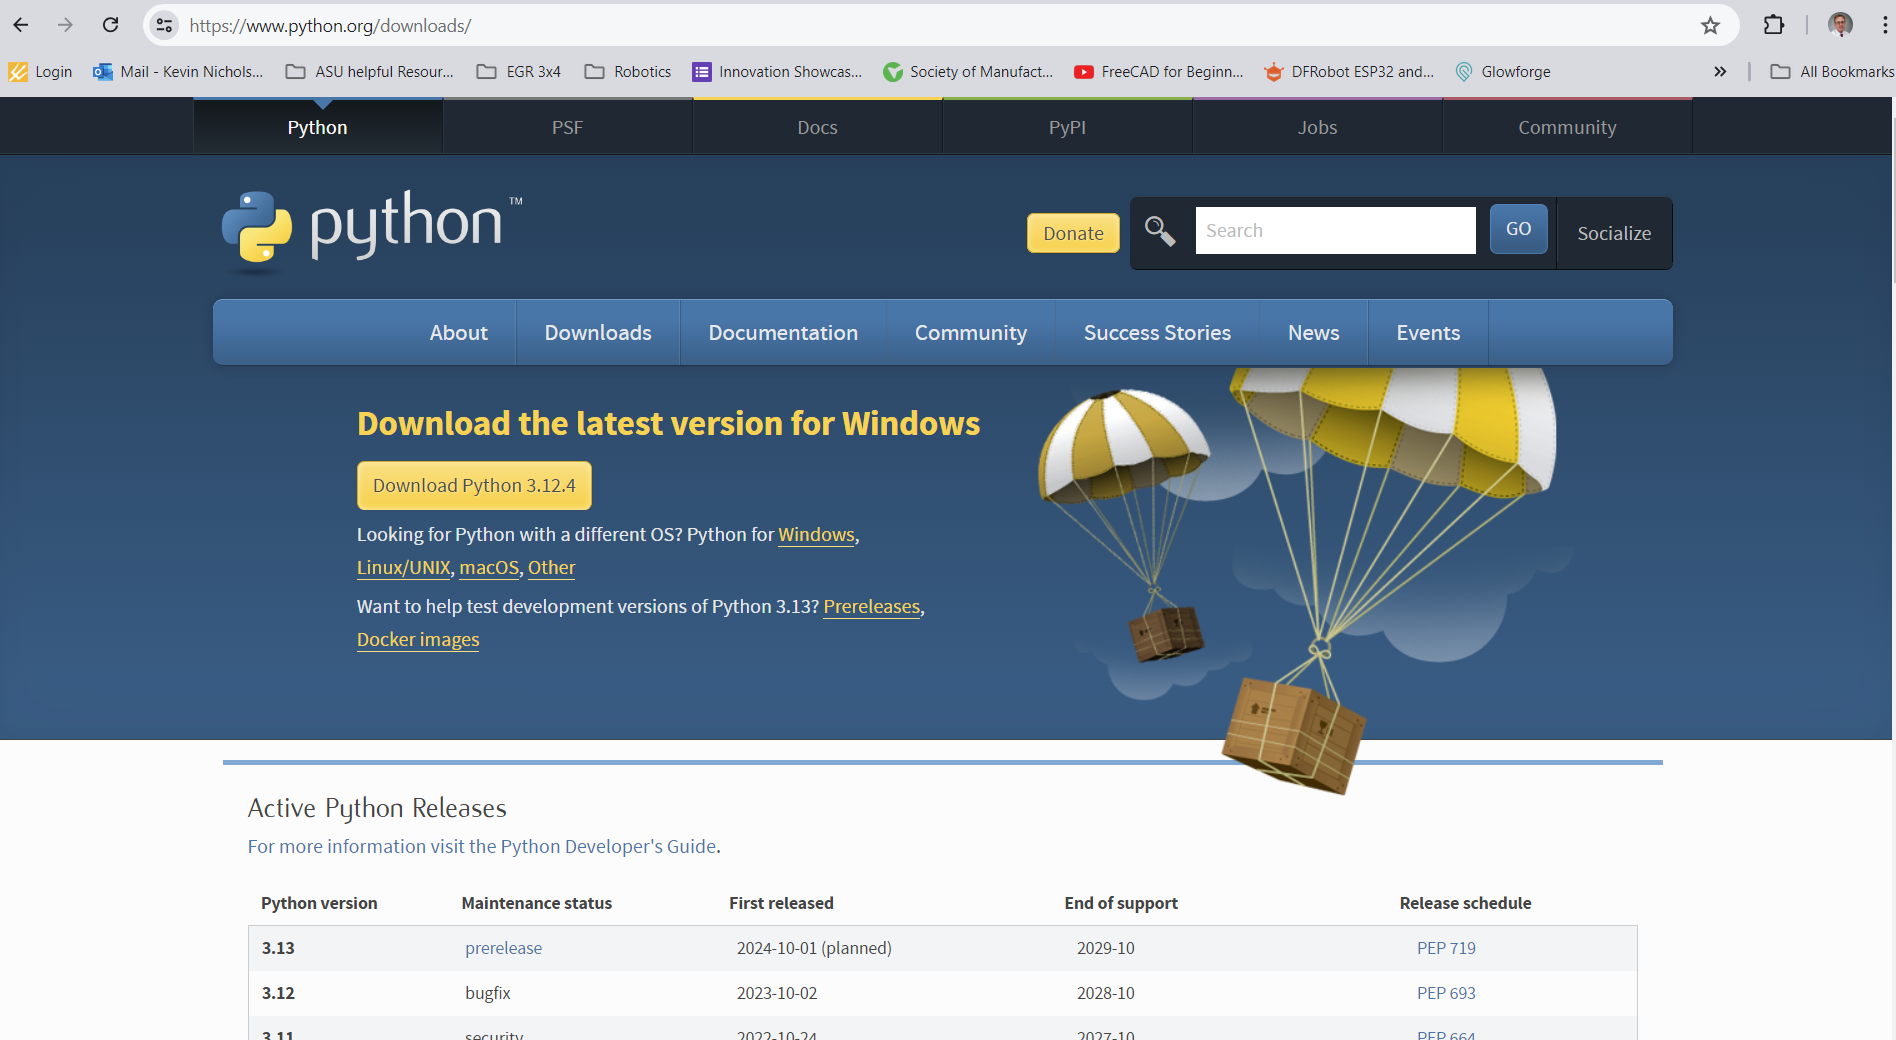 https://www.python.org/downloads/
Login Mail - Kevin Nichols... ASU helpful Resour... EGR 3x4 Robotics Innovation Showcas... Society of Manufact... FreeCAD for Beginn... DFRobot ESP32 and... Glowforge » All Bookmarks
Python PSF Docs PyPI Jobs Community
python™
Donate Search GO Socialize
About Downloads Documentation Community Success Stories News Events
Download the latest version for Windows
Download Python 3.12.4
Looking for Python with a different OS? Python for Windows,
Linux/UNIX, macOS, Other
Want to help test development versions of Python 3.13? Prereleases,
Docker images
Active Python Releases
For more information visit the Python Developer's Guide.
Python version Maintenance status First released End of support Release schedule
3.13 prerelease 2024-10-01 (planned) 2029-10 PEP 719
3.12 bugfix 2023-10-02 2028-10 PEP 693
3.11 security 2022-10-24 2027-10 PEP 664